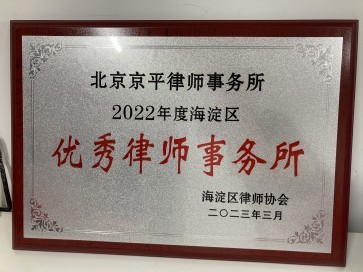 北京京平律师事务所
2022年度海淀区
优秀律师事务所
海淀区律师协会
二〇二三年三月